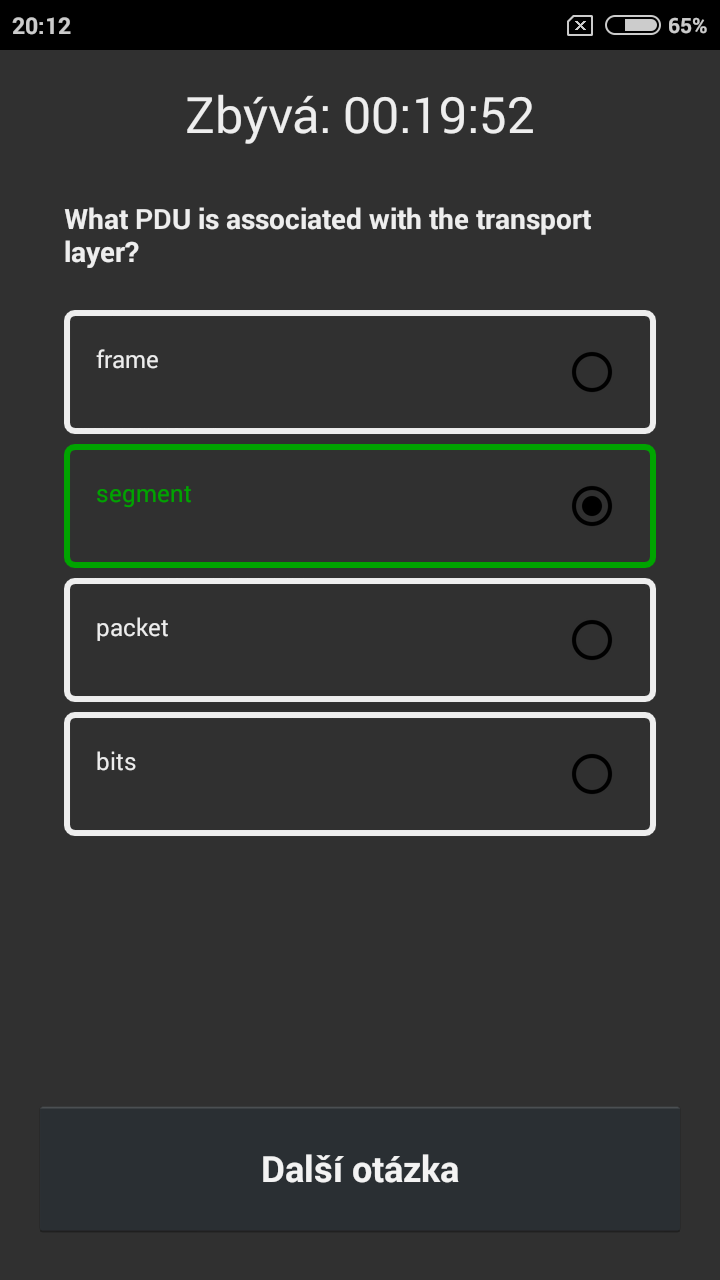 20:12 65%
Zbývá: 00:19:52
What PDU is associated with the transport
layer?
frame
segment
packet
bits
Další otázka